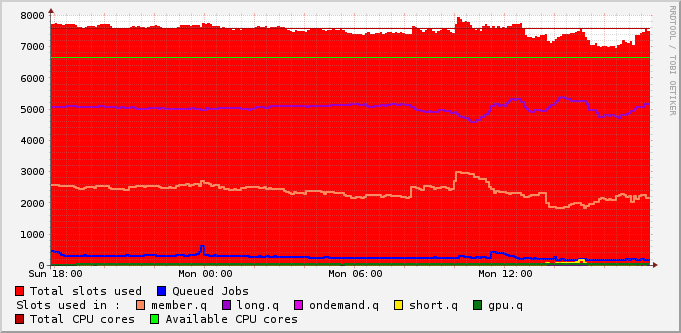 8000
7000
6000
5000
4000
3000
2000
1000
0
Sun 18:00 Mon 00:00 Mon 06:00 Mon 12:00
Total slots used Queued Jobs
Slots used in : member.q long.q ondemand.q short.q gpu.q
Total CPU cores Available CPU cores
RRDTOOL / TOBI OETIKER